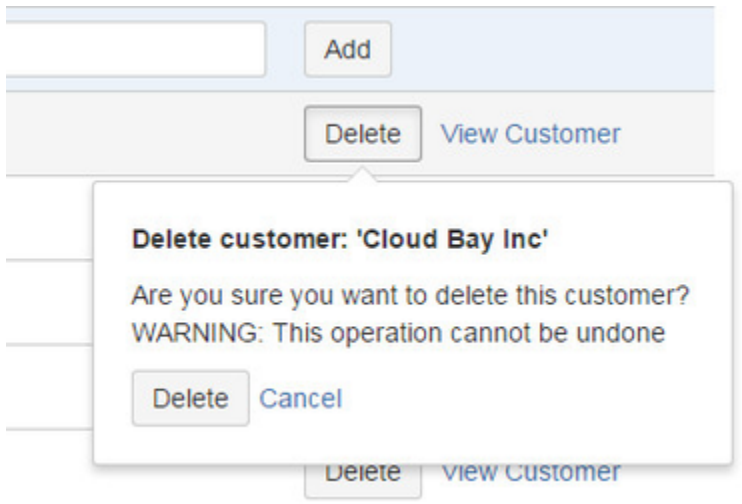 Add
Delete View Customer
Delete customer: 'Cloud Bay Inc'
Are you sure you want to delete this customer?
WARNING: This operation cannot be undone
Delete Cancel
Delete View Customer